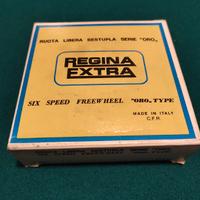 RUOTA LIBERA SESTUPLA SERIE "ORO„
REGINA
EXTRA
SIX SPEED FREEWHEEL "ORO„ TYPE
MADE IN ITALY
C.F.R.